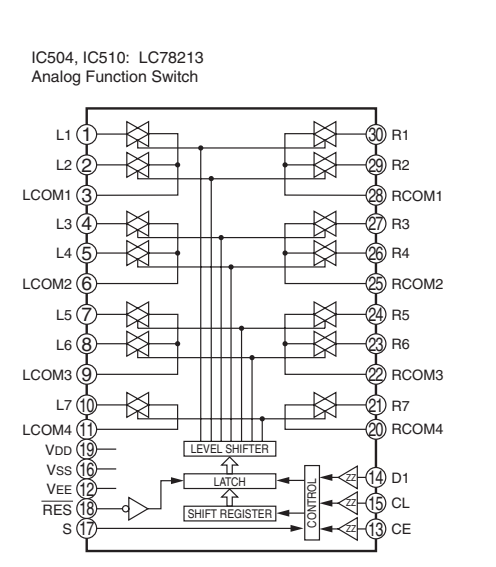 IC504, IC510: LC78213
Analog Function Switch
L1 1 30 R1
L2 2 29 R2
LCOM1 3 28 RCOM1
L3 4 27 R3
L4 5 26 R4
LCOM2 6 25 RCOM2
L5 7 24 R5
L6 8 23 R6
LCOM3 9 22 RCOM3
L7 10 21 R7
LCOM4 11 20 RCOM4
VDD 19 LEVEL SHIFTER
VSS 16 LATCH CONTROL ZZ 14 D1
VEE 12 ZZ 15 CL
RES 18 SHIFT REGISTER
S 17 ZZ 13 CE